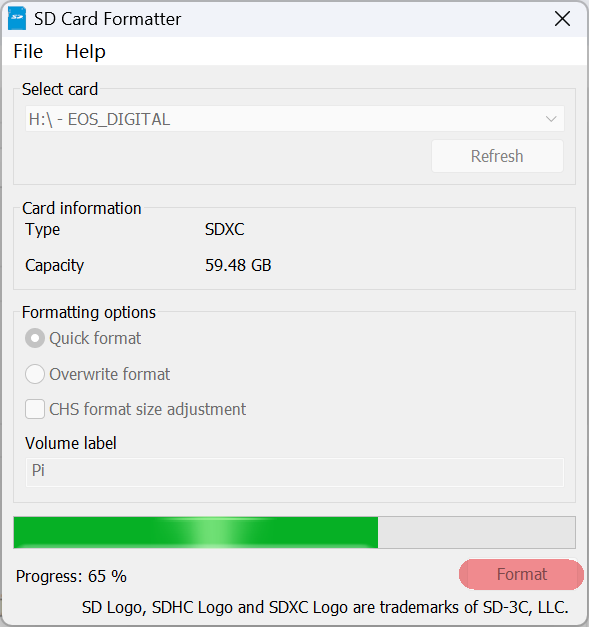 SD Card Formatter
File Help
Select card
H:\ - EOS_DIGITAL
Refresh
Card information
Type SDXC
Capacity 59.48 GB
Formatting options
Quick format
Overwrite format
CHS format size adjustment
Volume label
Pi
Progress: 65 %
Format
SD Logo, SDHC Logo and SDXC Logo are trademarks of SD-3C, LLC.